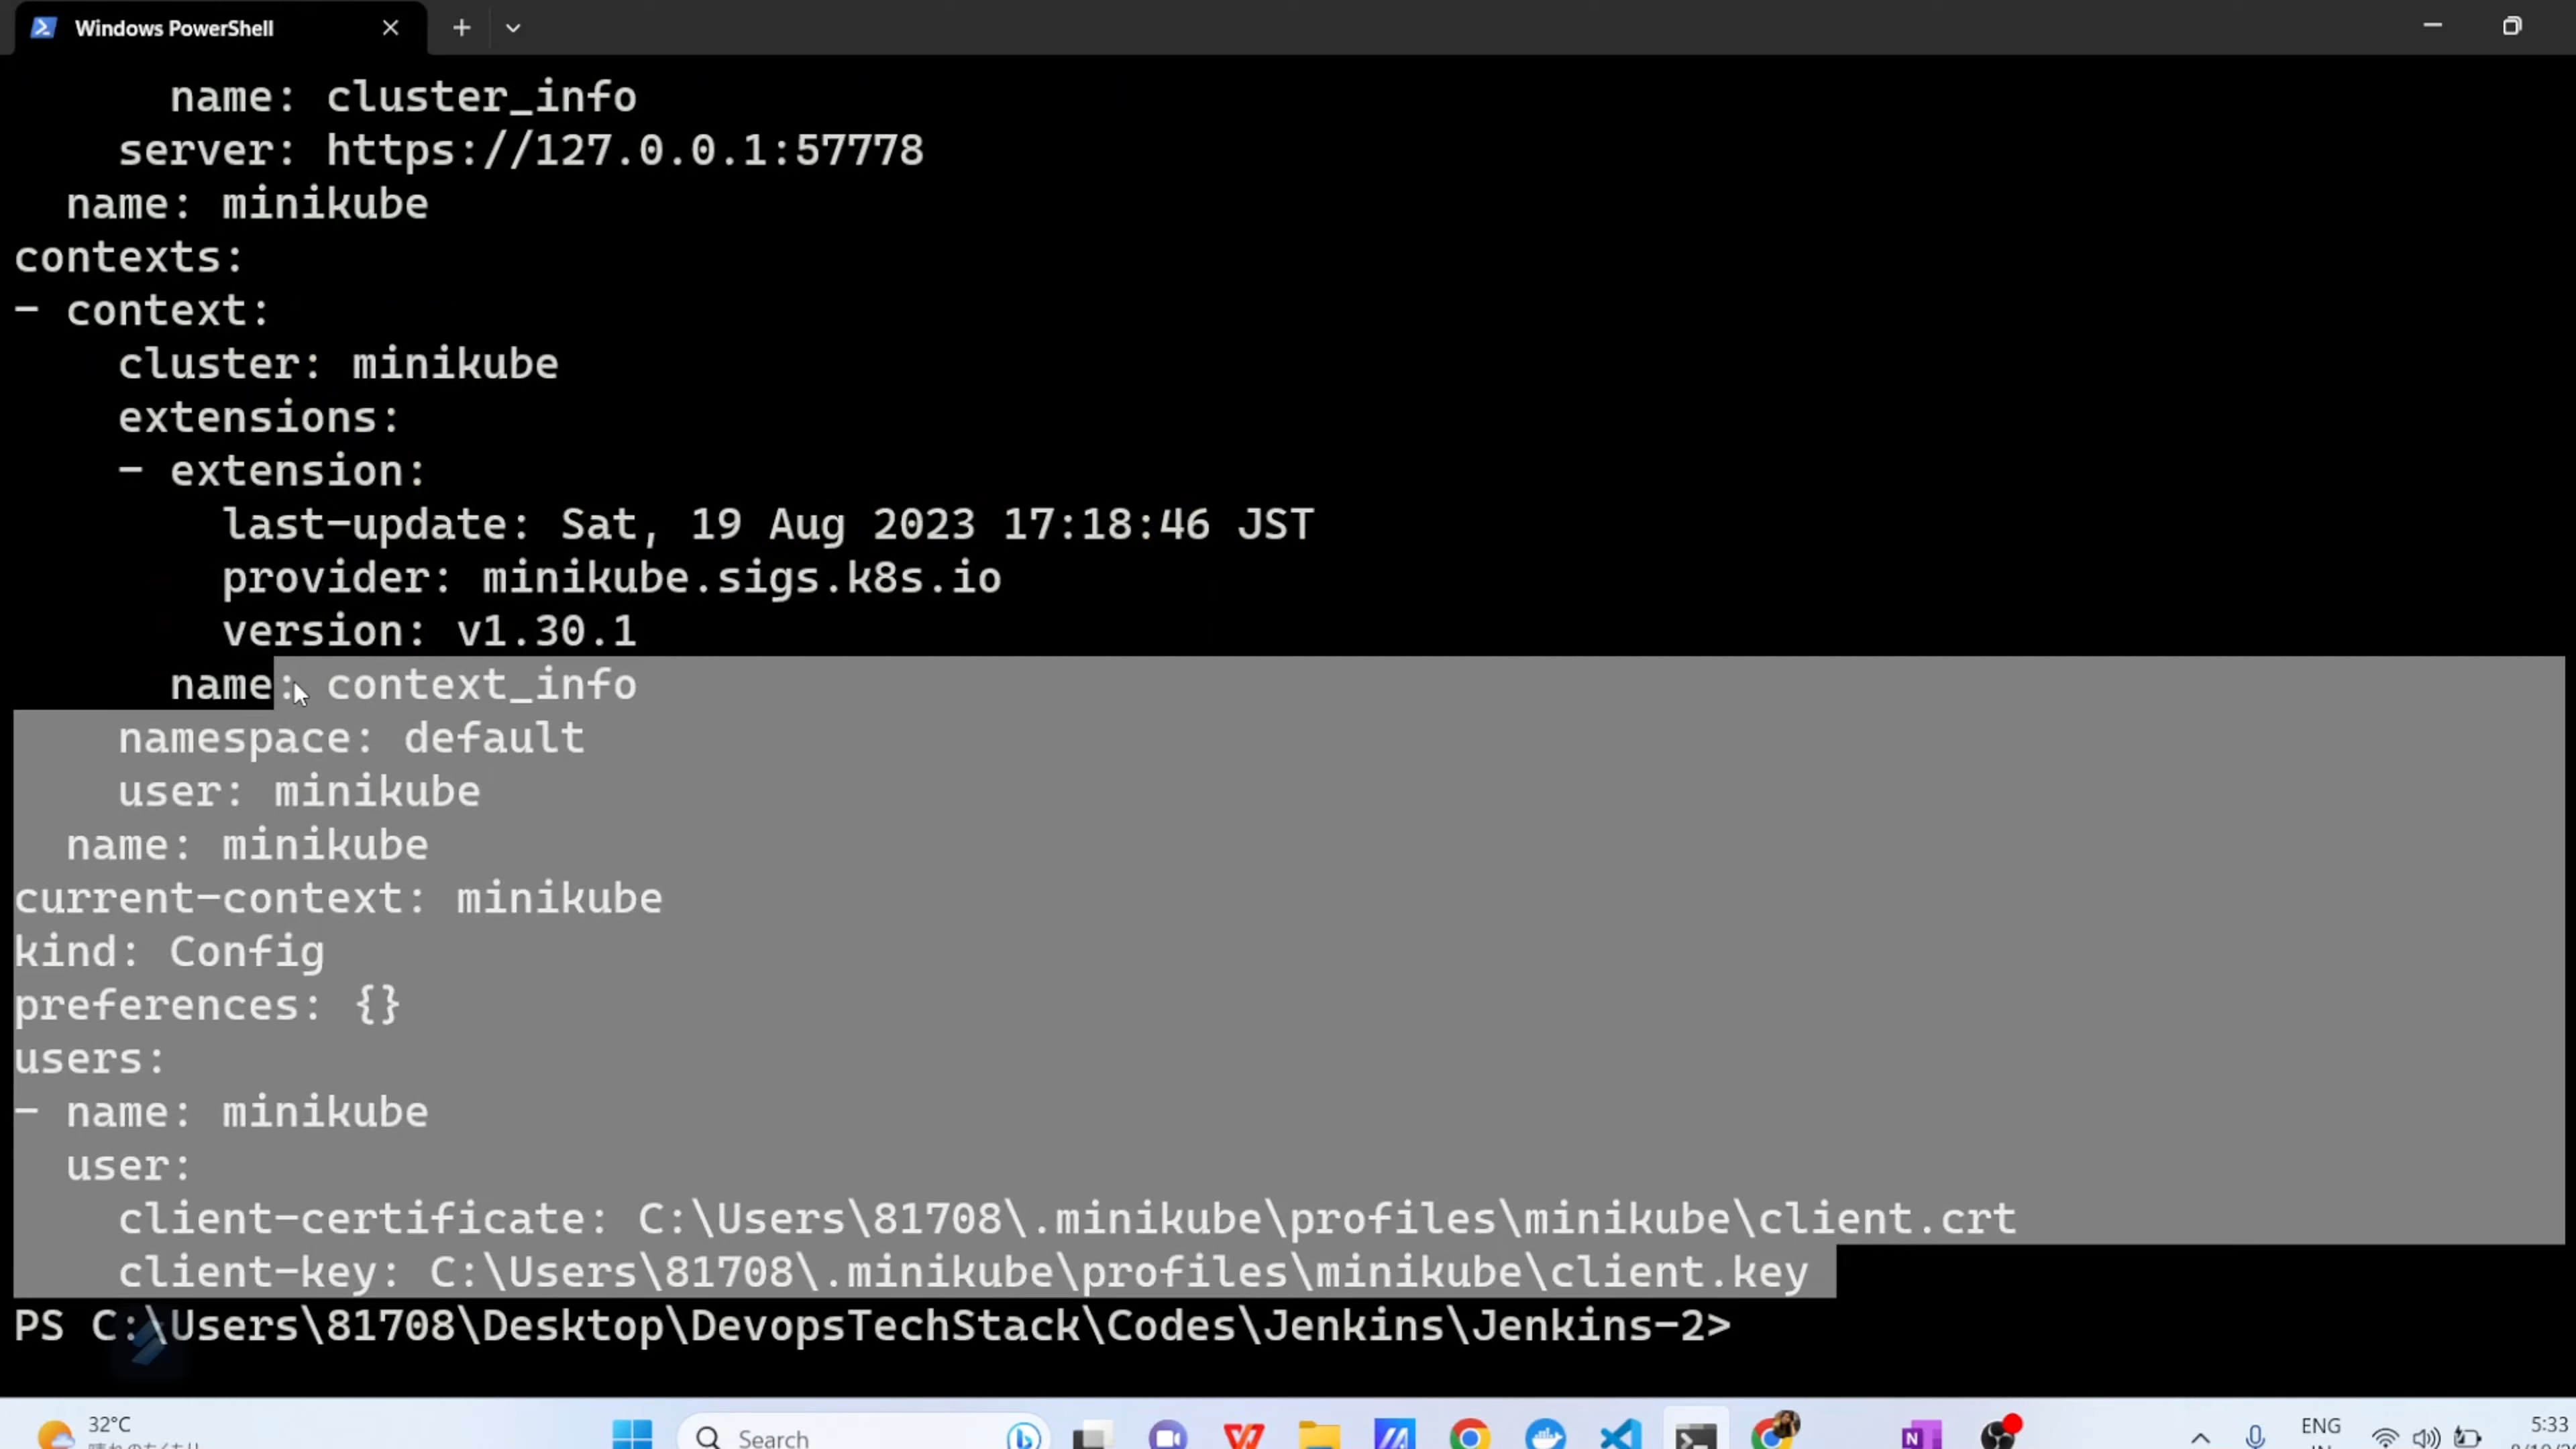 Windows PowerShell
name: cluster_info
server: https://127.0.0.1:57778
name: minikube
contexts:
- context:
cluster: minikube
extensions:
- extension:
last-update: Sat, 19 Aug 2023 17:18:46 JST
provider: minikube.sigs.k8s.io
version: v1.30.1
name: context_info
namespace: default
user: minikube
name: minikube
current-context: minikube
kind: Config
preferences: {}
users:
- name: minikube
user:
client-certificate: C:\Users\81708\.minikube\profiles\minikube\client.crt
client-key: C:\Users\81708\.minikube\profiles\minikube\client.key
PS C:\Users\81708\Desktop\DevopsTechStack\Codes\Jenkins\Jenkins-2>
32°C
Search
ENG
5:33